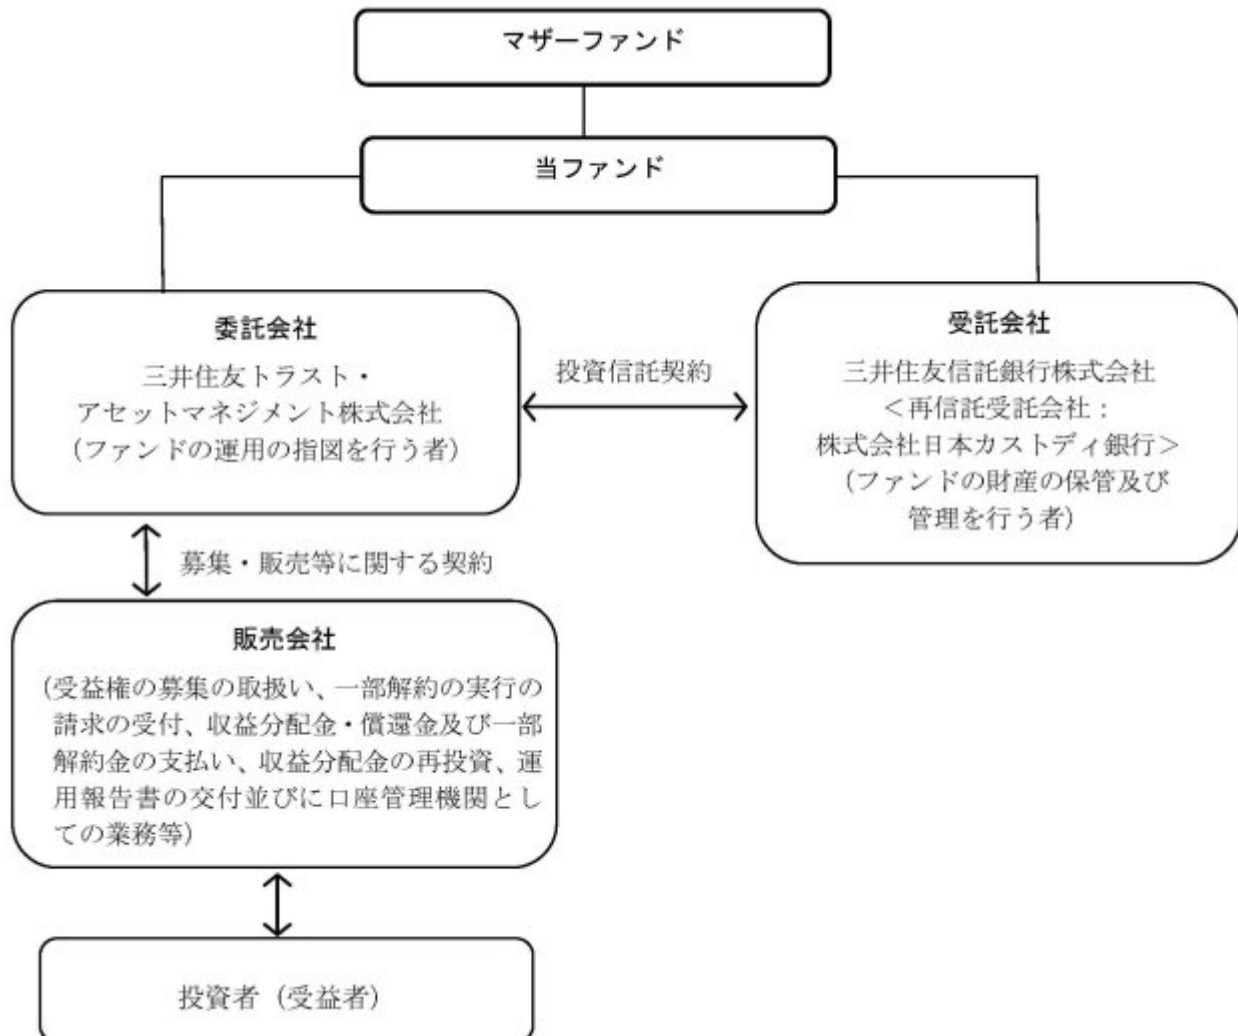 マザーファンド
当ファンド
委託会社
三井住友トラスト・
アセットマネジメント株式会社
（ファンドの運用の指図を行う者）
投資信託契約
受託会社
三井住友信託銀行株式会社
＜再信託受託会社：
株式会社日本カストディ銀行＞
（ファンドの財産の保管及び
管理を行う者）
募集・販売等に関する契約
販売会社
（受益権の募集の取扱い、一部解約の実行の
請求の受付、収益分配金・償還金及び一部
解約金の支払い、収益分配金の再投資、運
用報告書の交付並びに口座管理機関とし
ての業務等）
投資者（受益者）